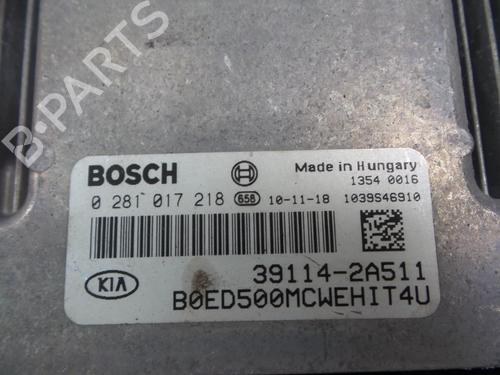 BOSCH
Made in Hungary
1354 0016
0 281 017 218 658 10-11-18 1039S46910
39114-2A511
KIA
B0ED500MCWEHIT4U
B-PARTS